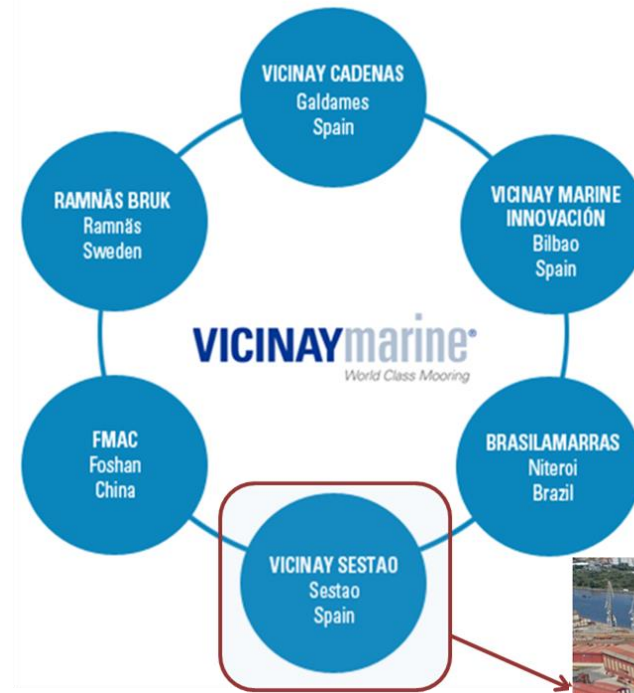 VICINAY CADENAS
Galdames
Spain
RAMNÄS BRUK
Ramnäs
Sweden
VICINAY MARINE
INNOVACIÓN
Bilbao
Spain
VICINAYmarine®
World Class Mooring
FMAC
Foshan
China
BRASILAMARRAS
Niteroi
Brazil
VICINAY SESTAO
Sestao
Spain